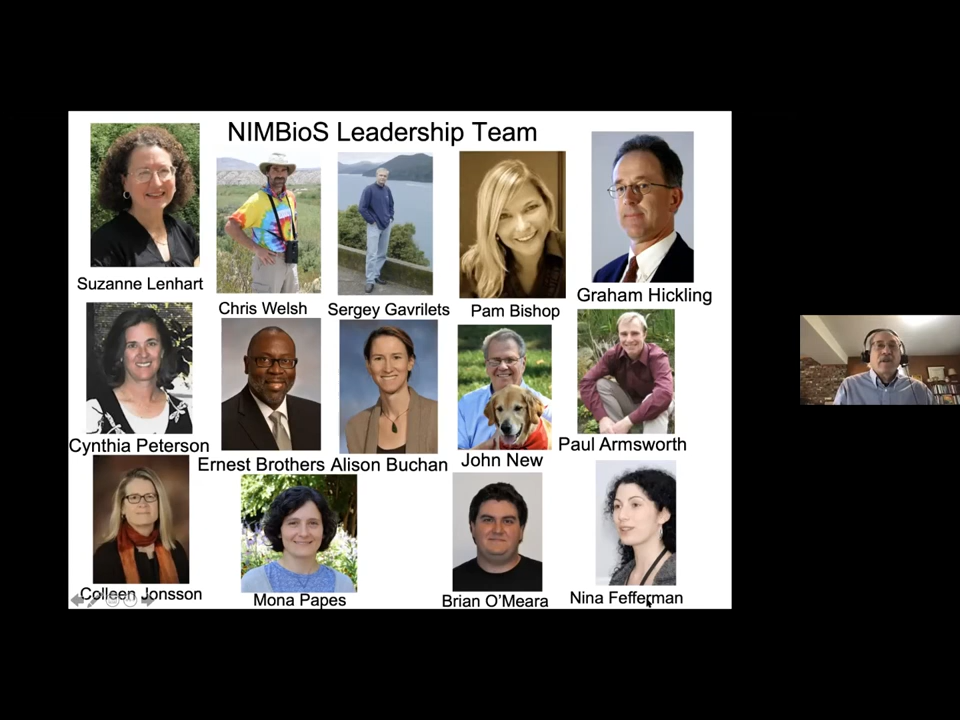 NIMBioS Leadership Team
Suzanne Lenhart
Chris Welsh
Sergey Gavrilets
Pam Bishop
Graham Hickling
Cynthia Peterson
Ernest Brothers
Alison Buchan
John New
Paul Armsworth
Colleen Jonsson
Mona Papes
Brian O’Meara
Nina Fefferman